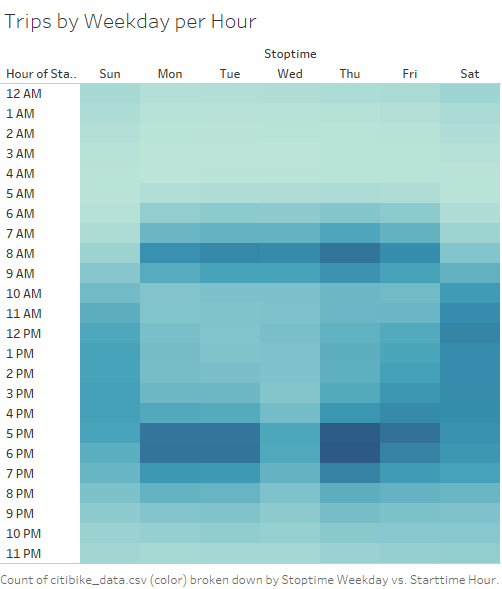 Trips by Weekday per Hour
Stoptime
Hour of Sta.. Sun Mon Tue Wed Thu Fri Sat
12 AM
1 AM
2 AM
3 AM
4 AM
5 AM
6 AM
7 AM
8 AM
9 AM
10 AM
11 AM
12 PM
1 PM
2 PM
3 PM
4 PM
5 PM
6 PM
7 PM
8 PM
9 PM
10 PM
11 PM
Count of citibike_data.csv (color) broken down by Stoptime Weekday vs. Starttime Hour.